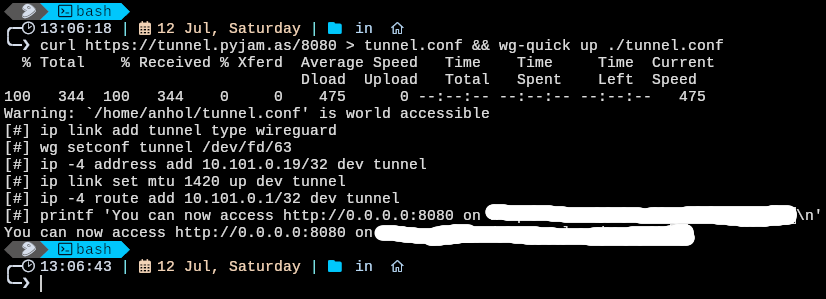 bash
13:06:18 | 12 Jul, Saturday | in
❯ curl https://tunnel.pyjam.as/8080 > tunnel.conf && wg-quick up ./tunnel.conf
  % Total    % Received % Xferd  Average Speed   Time    Time     Time  Current
                                 Dload  Upload   Total   Spent    Left  Speed
100   344  100   344    0     0    475      0 --:--:-- --:--:-- --:--:--   475
Warning: `/home/anhol/tunnel.conf' is world accessible
[#] ip link add tunnel type wireguard
[#] wg setconf tunnel /dev/fd/63
[#] ip -4 address add 10.101.0.19/32 dev tunnel
[#] ip link set mtu 1420 up dev tunnel
[#] ip -4 route add 10.101.0.1/32 dev tunnel
[#] printf 'You can now access http://0.0.0.0:8080 on \n'
You can now access http://0.0.0.0:8080 on
bash
13:06:43 | 12 Jul, Saturday | in
❯